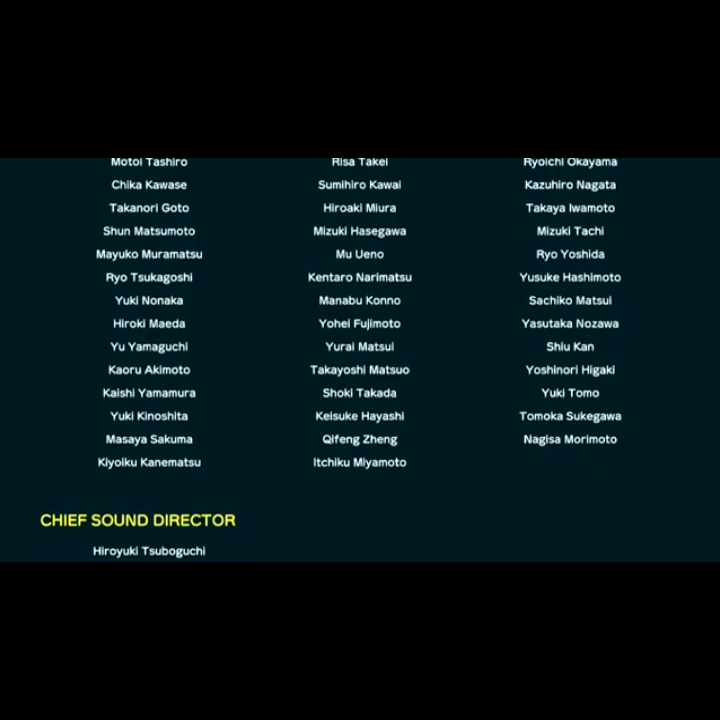 Motoi Tashiro Risa Takei Ryoichi Okayama
Chika Kawase Sumihiro Kawai Kazuhiro Nagata
Takanori Goto Hiroaki Miura Takaya Iwamoto
Shun Matsumoto Mizuki Hasegawa Mizuki Tachi
Mayuko Muramatsu Mu Ueno Ryo Yoshida
Ryo Tsukagoshi Kentaro Narimatsu Yusuke Hashimoto
Yuki Nonaka Manabu Konno Sachiko Matsui
Hiroki Maeda Yohei Fujimoto Yasutaka Nozawa
Yu Yamaguchi Yurai Matsui Shiu Kan
Kaoru Akimoto Takayoshi Matsuo Yoshinori Higaki
Kaishi Yamamura Shoki Takada Yuki Tomo
Yuki Kinoshita Keisuke Hayashi Tomoka Sukegawa
Masaya Sakuma Qifeng Zheng Nagisa Morimoto
Kiyoiku Kanematsu Itchiku Miyamoto
CHIEF SOUND DIRECTOR
Hiroyuki Tsuboguchi